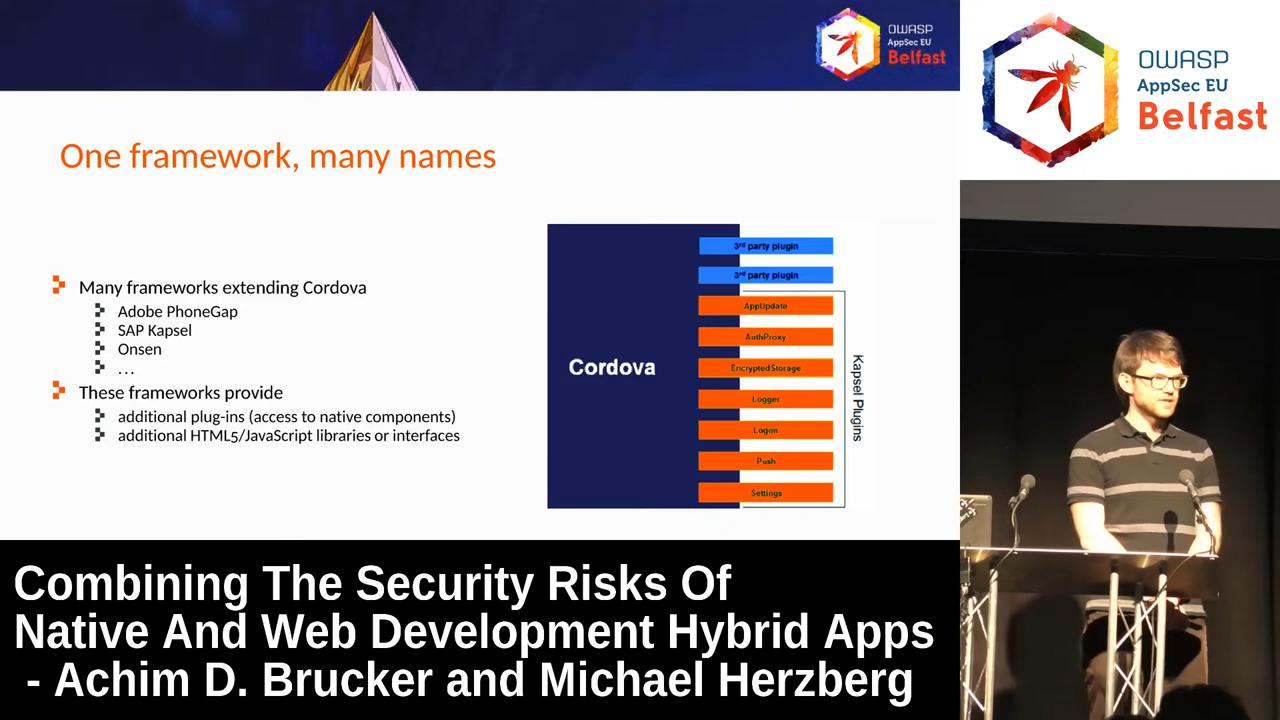 OWASP
AppSec EU
Belfast
OWASP
AppSec EU
Belfast
One framework, many names
Many frameworks extending Cordova
Adobe PhoneGap
SAP Kapsel
Onsen
...
These frameworks provide
additional plug-ins (access to native components)
additional HTML5/JavaScript libraries or interfaces
Cordova
3rd party plugin
3rd party plugin
AppUpdate
AuthProxy
EncryptedStorage
Logger
Logon
Push
Settings
Kapsel Plugins
Combining The Security Risks Of
Native And Web Development Hybrid Apps
- Achim D. Brucker and Michael Herzberg